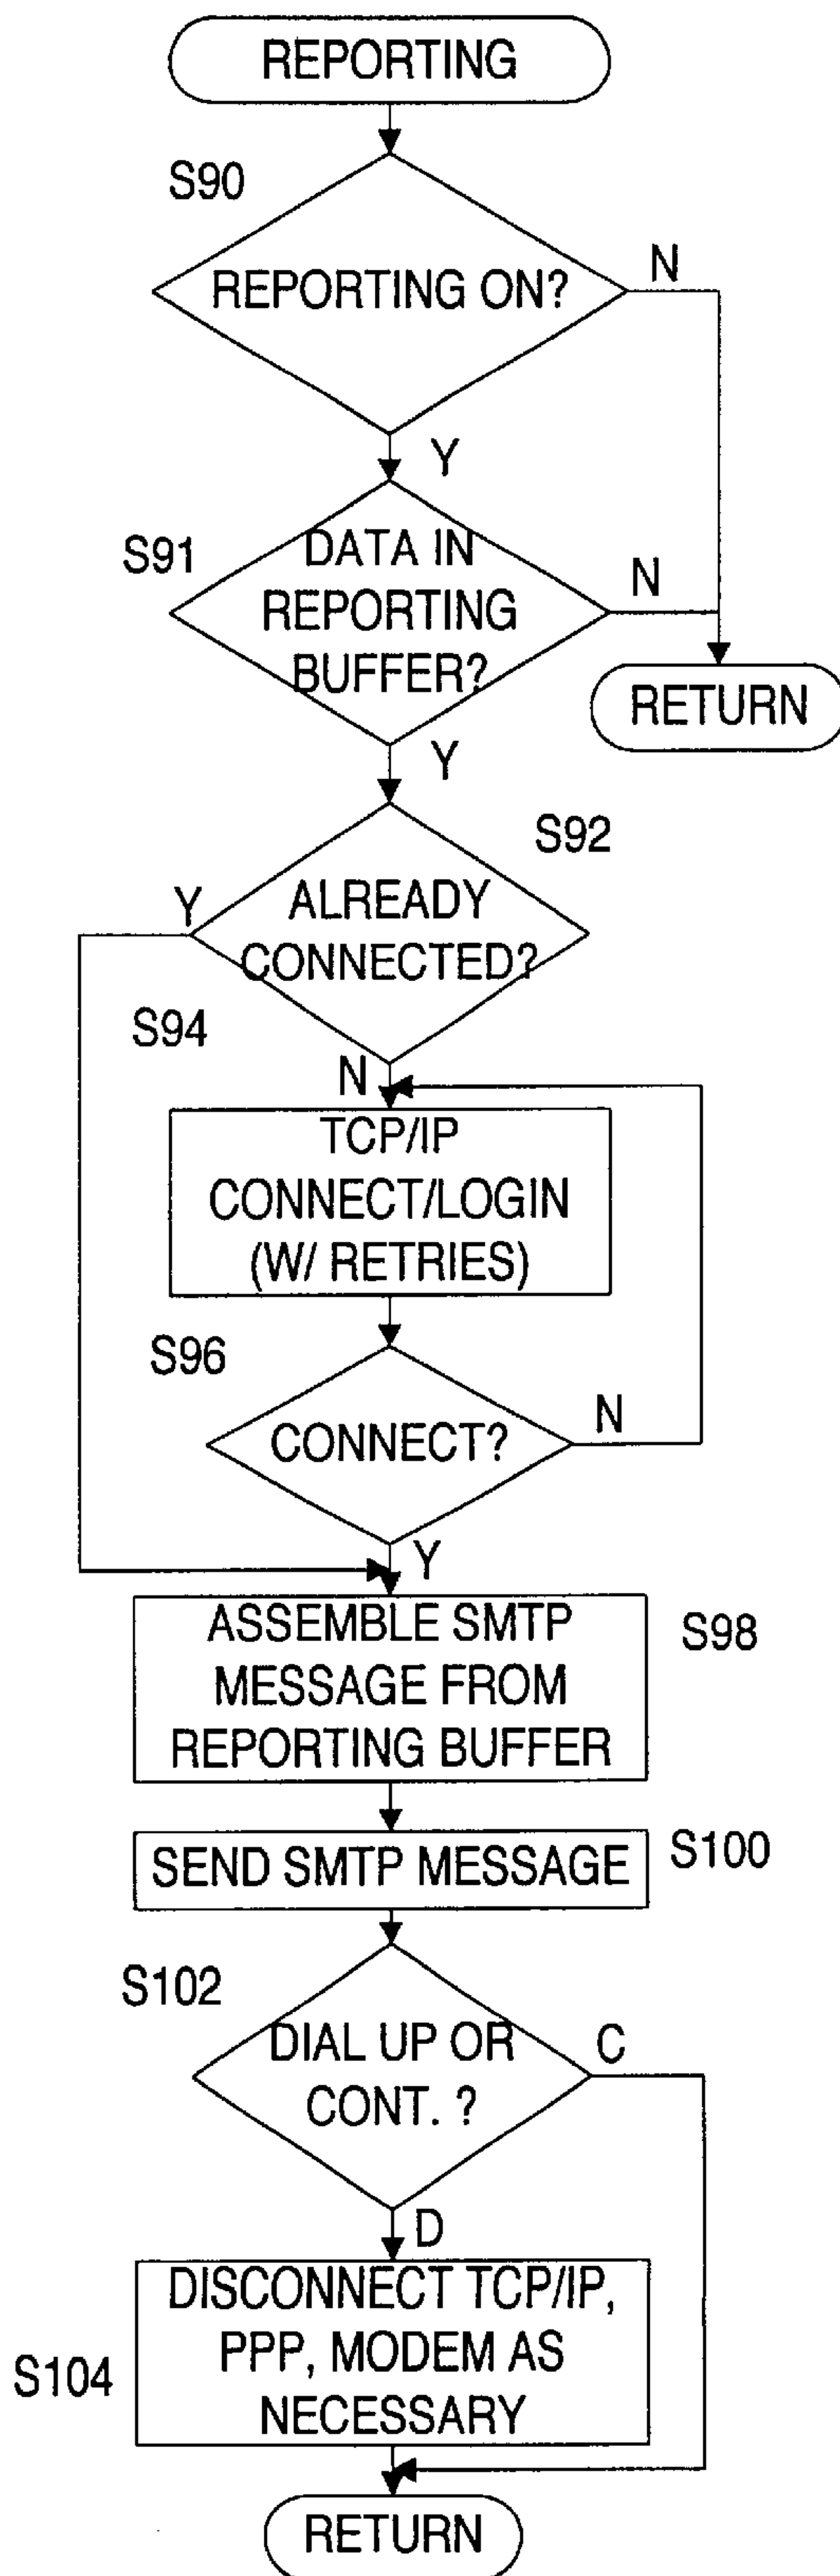 REPORTING
S90
REPORTING ON?
N
Y
S91
DATA IN
REPORTING
BUFFER?
N
RETURN
Y
S92
ALREADY
CONNECTED?
Y
S94
N
TCP/IP
CONNECT/LOGIN
(W/ RETRIES)
S96
CONNECT?
N
Y
ASSEMBLE SMTP
MESSAGE FROM
REPORTING BUFFER
S98
SEND SMTP MESSAGE
S100
S102
DIAL UP OR
CONT. ?
C
D
DISCONNECT TCP/IP,
PPP, MODEM AS
NECESSARY
S104
RETURN